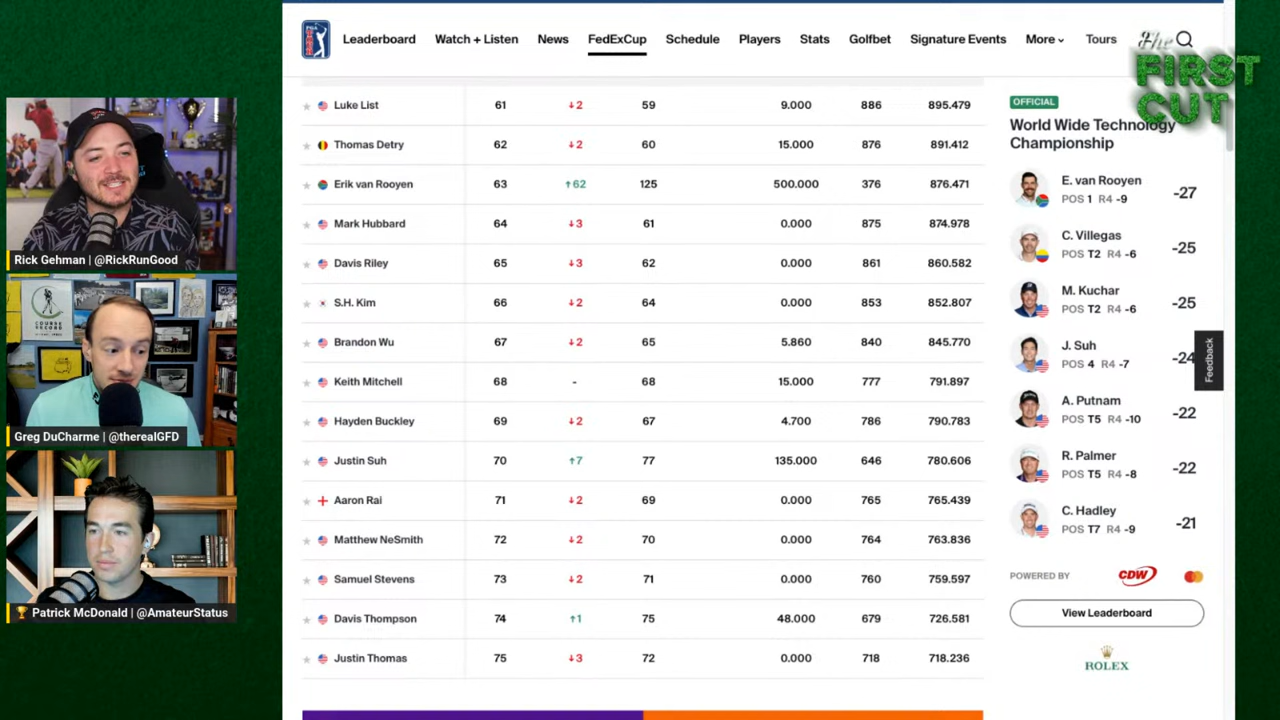 Leaderboard Watch + Listen News FedExCup Schedule Players Stats Golfbet Signature Events More Tours
The
FIRST
CUT
Luke List 61 ↓2 59 9.000 886 895.479
Thomas Detry 62 ↓2 60 15.000 876 891.412
Erik van Rooyen 63 ↑62 125 500.000 376 876.471
Mark Hubbard 64 ↓3 61 0.000 875 874.978
Davis Riley 65 ↓3 62 0.000 861 860.582
S.H. Kim 66 ↓2 64 0.000 853 852.807
Brandon Wu 67 ↓2 65 5.860 840 845.770
Keith Mitchell 68 - 68 15.000 777 791.897
Hayden Buckley 69 ↓2 67 4.700 786 790.783
Justin Suh 70 ↑7 77 135.000 646 780.606
Aaron Rai 71 ↓2 69 0.000 765 765.439
Matthew NeSmith 72 ↓2 70 0.000 764 763.836
Samuel Stevens 73 ↓2 71 0.000 760 759.597
Davis Thompson 74 ↑1 75 48.000 679 726.581
Justin Thomas 75 ↓3 72 0.000 718 718.236
OFFICIAL
World Wide Technology
Championship
E. van Rooyen
POS 1 R4 -9 -27
C. Villegas
POS T2 R4 -6 -25
M. Kuchar
POS T2 R4 -6 -25
J. Suh
POS 4 R4 -7 -24
A. Putnam
POS T5 R4 -10 -22
R. Palmer
POS T5 R4 -8 -22
C. Hadley
POS T7 R4 -9 -21
Feedback
POWERED BY CDW
View Leaderboard
ROLEX
Rick Gehman | @RickRunGood
COURSE
RECORD
Greg DuCharme | @therealGFD
Patrick McDonald | @AmateurStatus